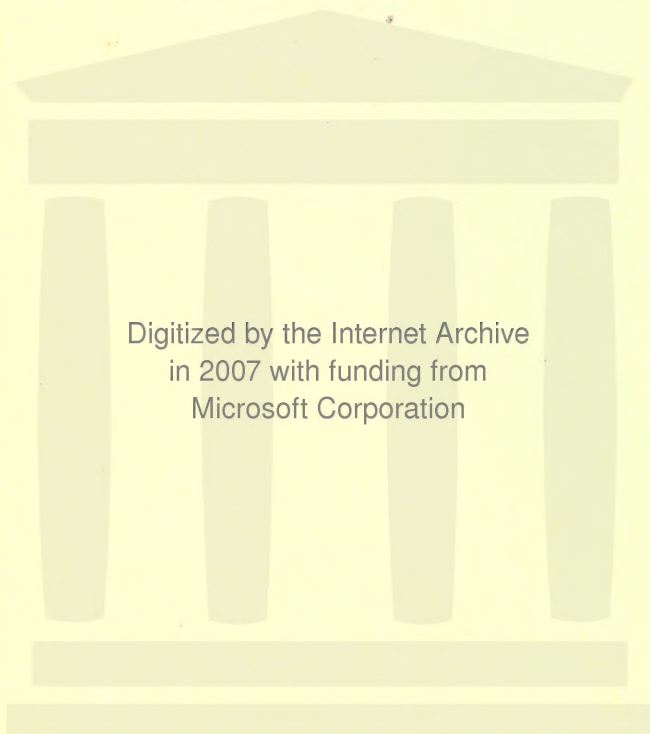 Digitized by the Internet Archive
in 2007 with funding from
Microsoft Corporation